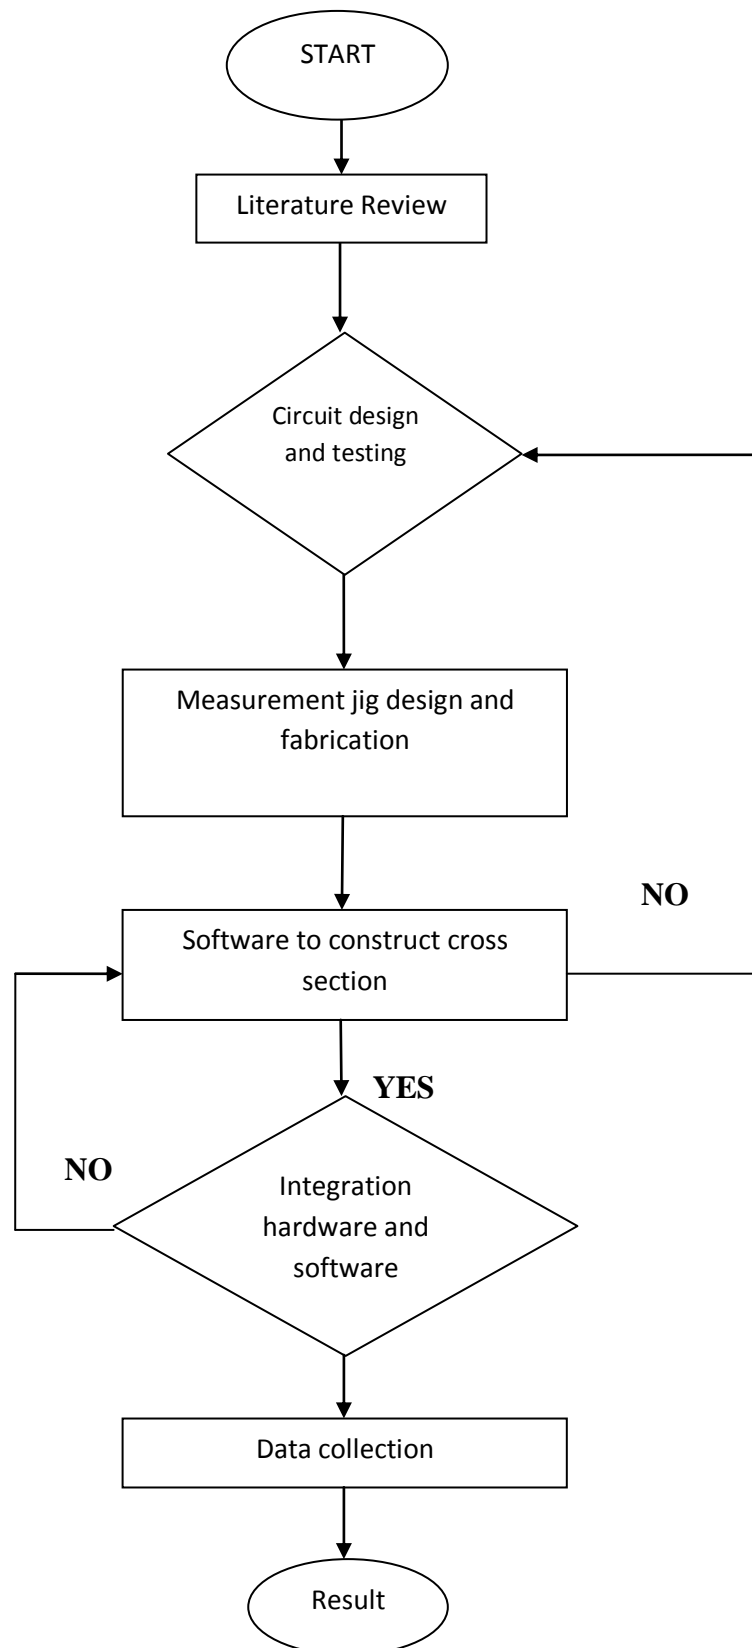 START
Literature Review
Circuit design
and testing
Measurement jig design and
fabrication
NO
Software to construct cross
section
YES
NO
Integration
hardware and
software
Data collection
Result